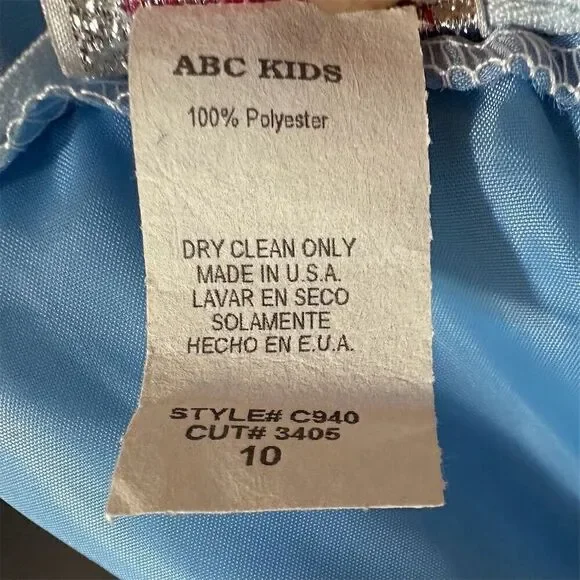 ABC KIDS
100% Polyester
DRY CLEAN ONLY
MADE IN U.S.A.
LAVAR EN SECO
SOLAMENTE
HECHO EN E.U.A.
STYLE# C940
CUT# 3405
10